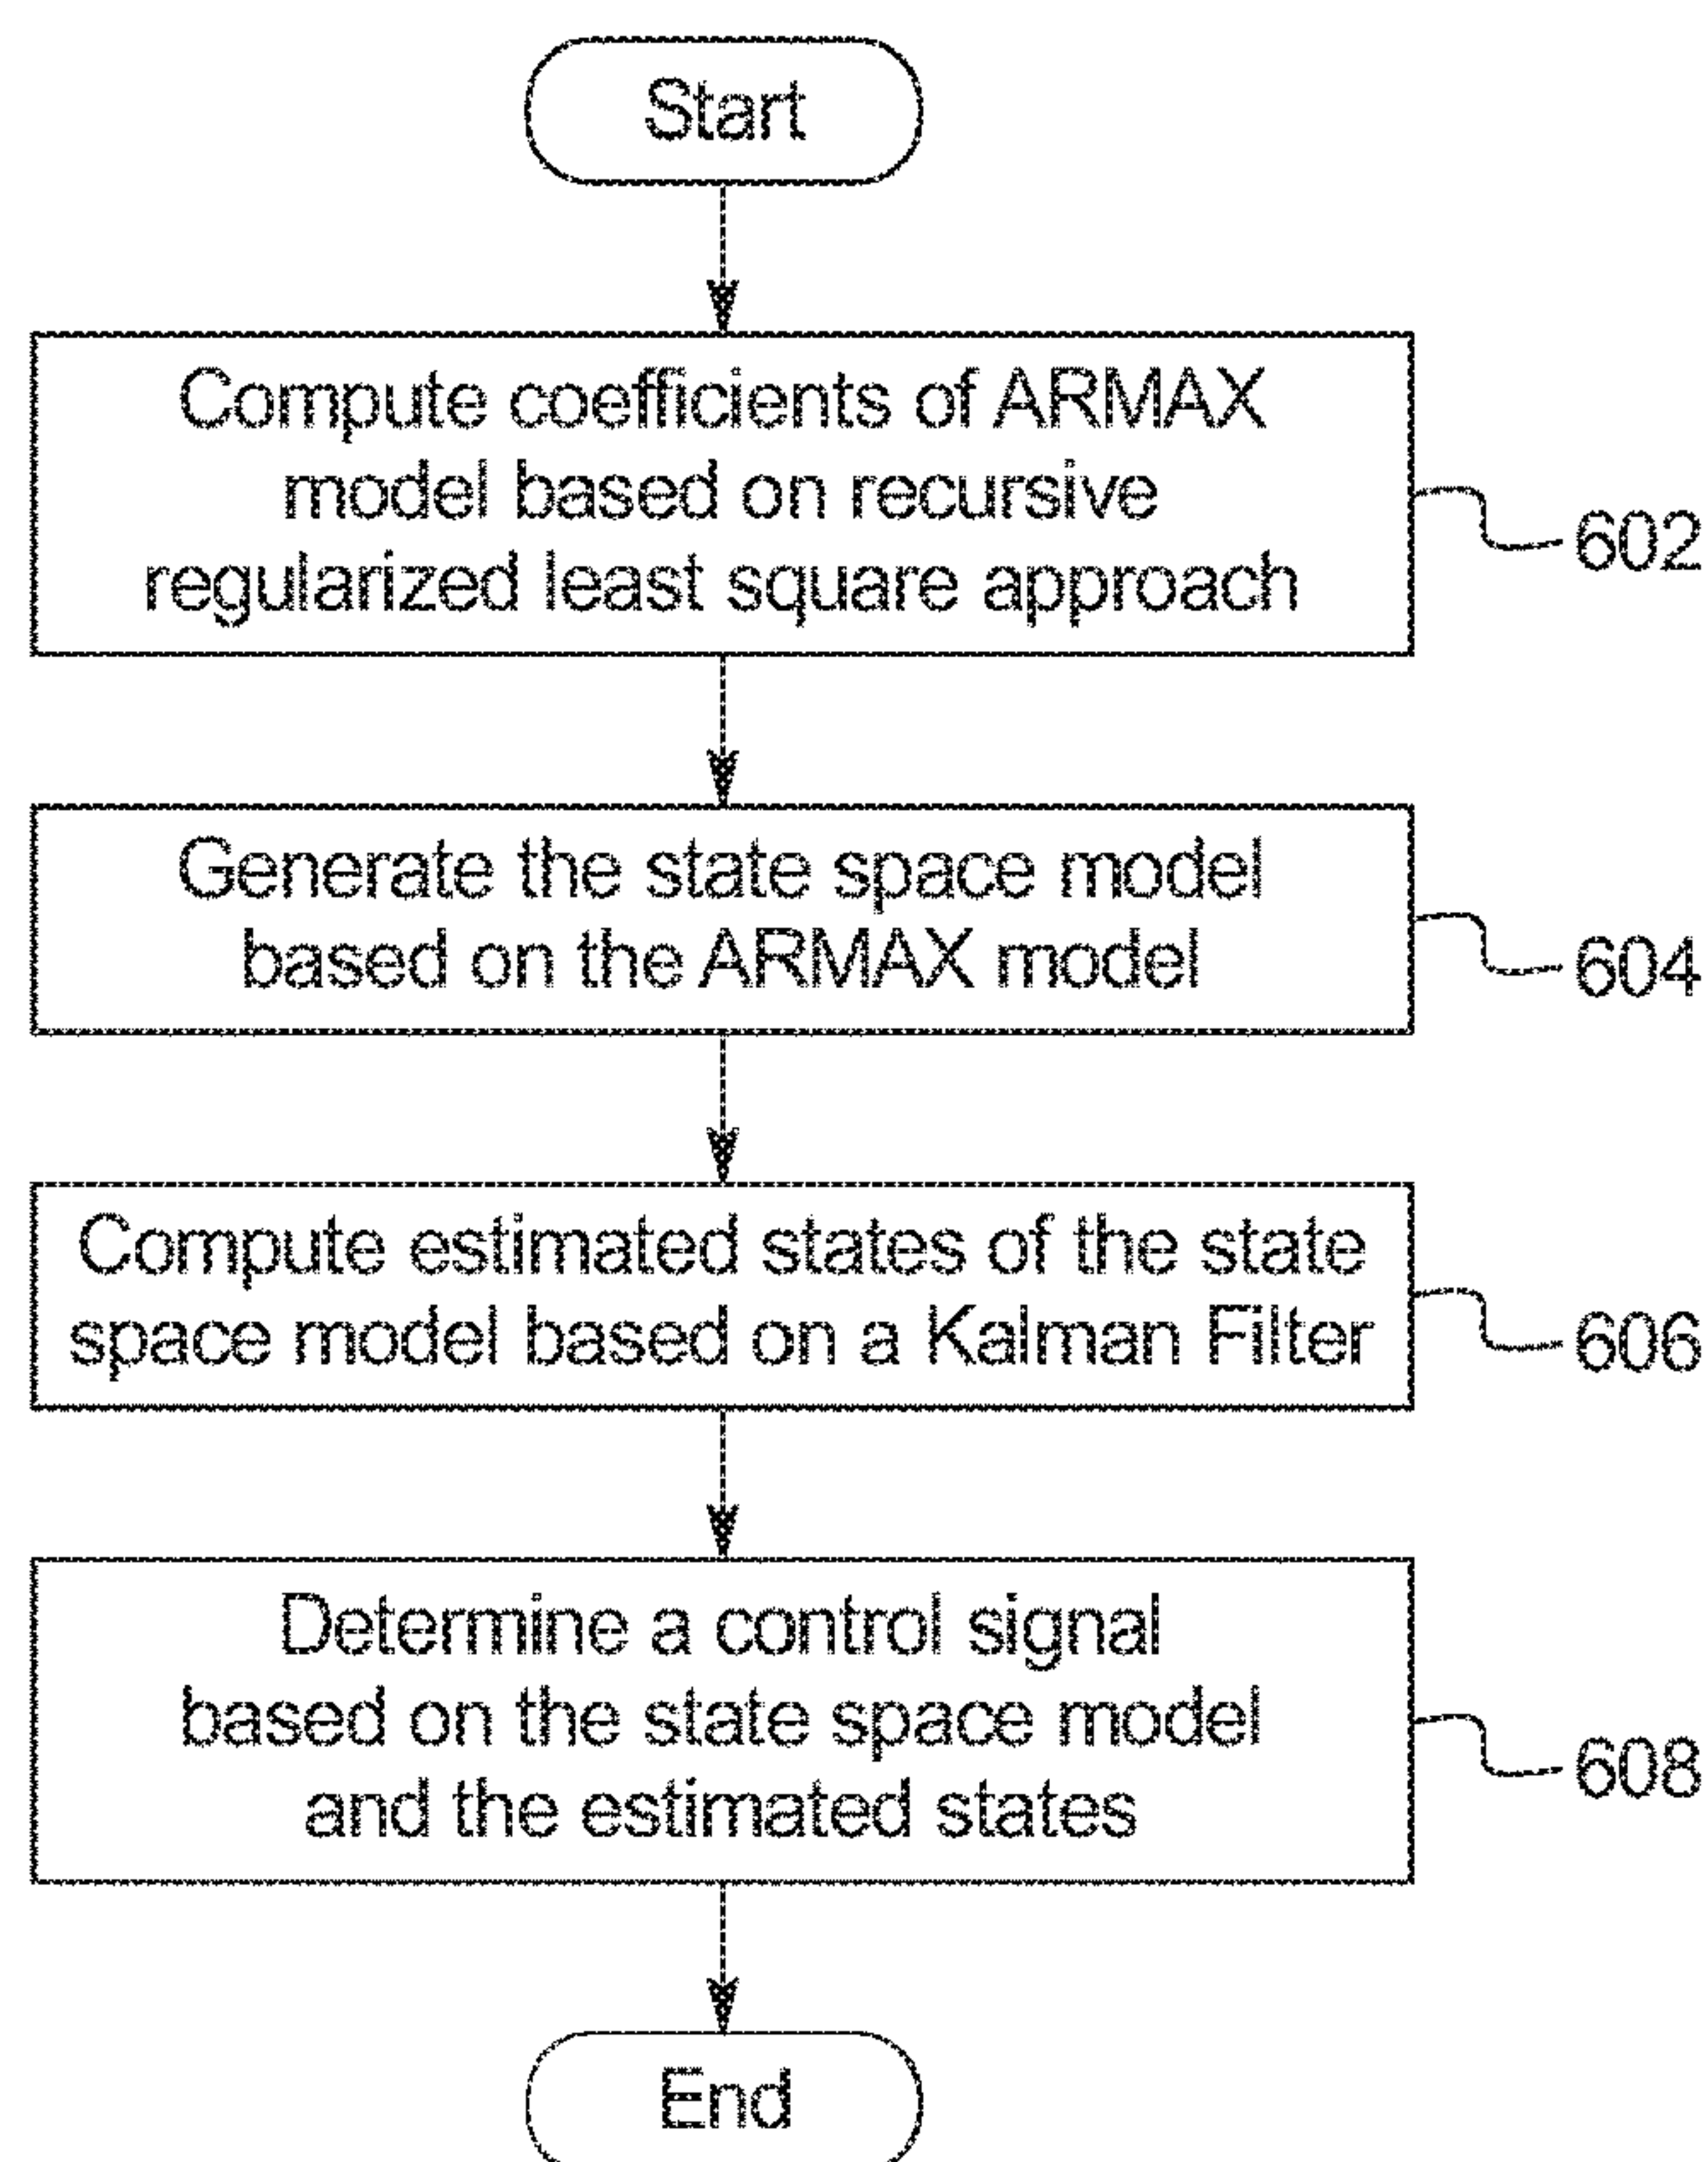 Start
Compute coefficients of ARMAX
model based on recursive
regularized least square approach
602
Generate the state space model
based on the ARMAX model
604
Compute estimated states of the state
space model based on a Kalman Filter
606
Determine a control signal
based on the state space model
and the estimated states
608
End